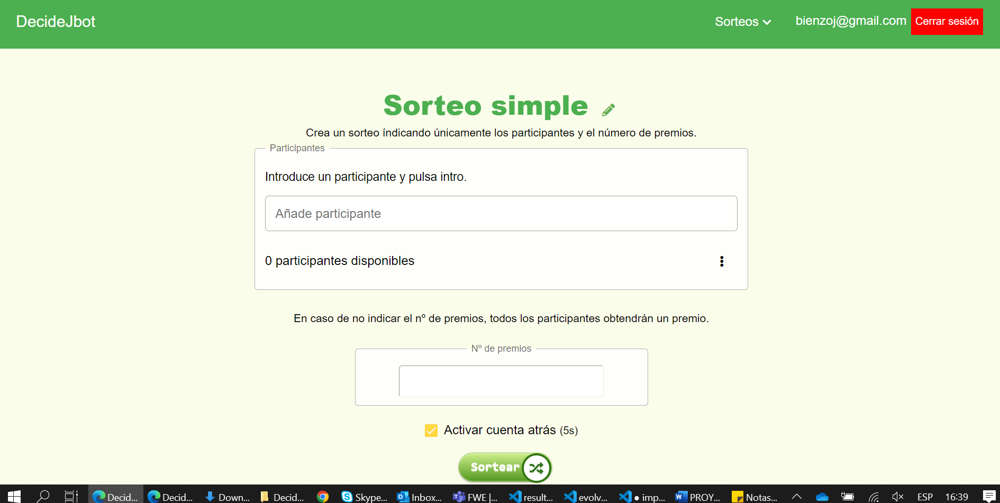 DecideJbot
Sorteos
bienzoj@gmail.com
Cerrar sesión
Sorteo simple
Crea un sorteo índicando únicamente los participantes y el número de premios.
Participantes
Introduce un participante y pulsa intro.
Añade participante
0 participantes disponibles
En caso de no indicar el nº de premios, todos los participantes obtendrán un premio.
Nº de premios
Activar cuenta atrás (5s)
Sortear
Decid...
Decid...
Down...
Decid...
Skype...
Inbox...
FWE |...
result...
evolv...
● imp...
PROY...
Notas...
ESP
16:39